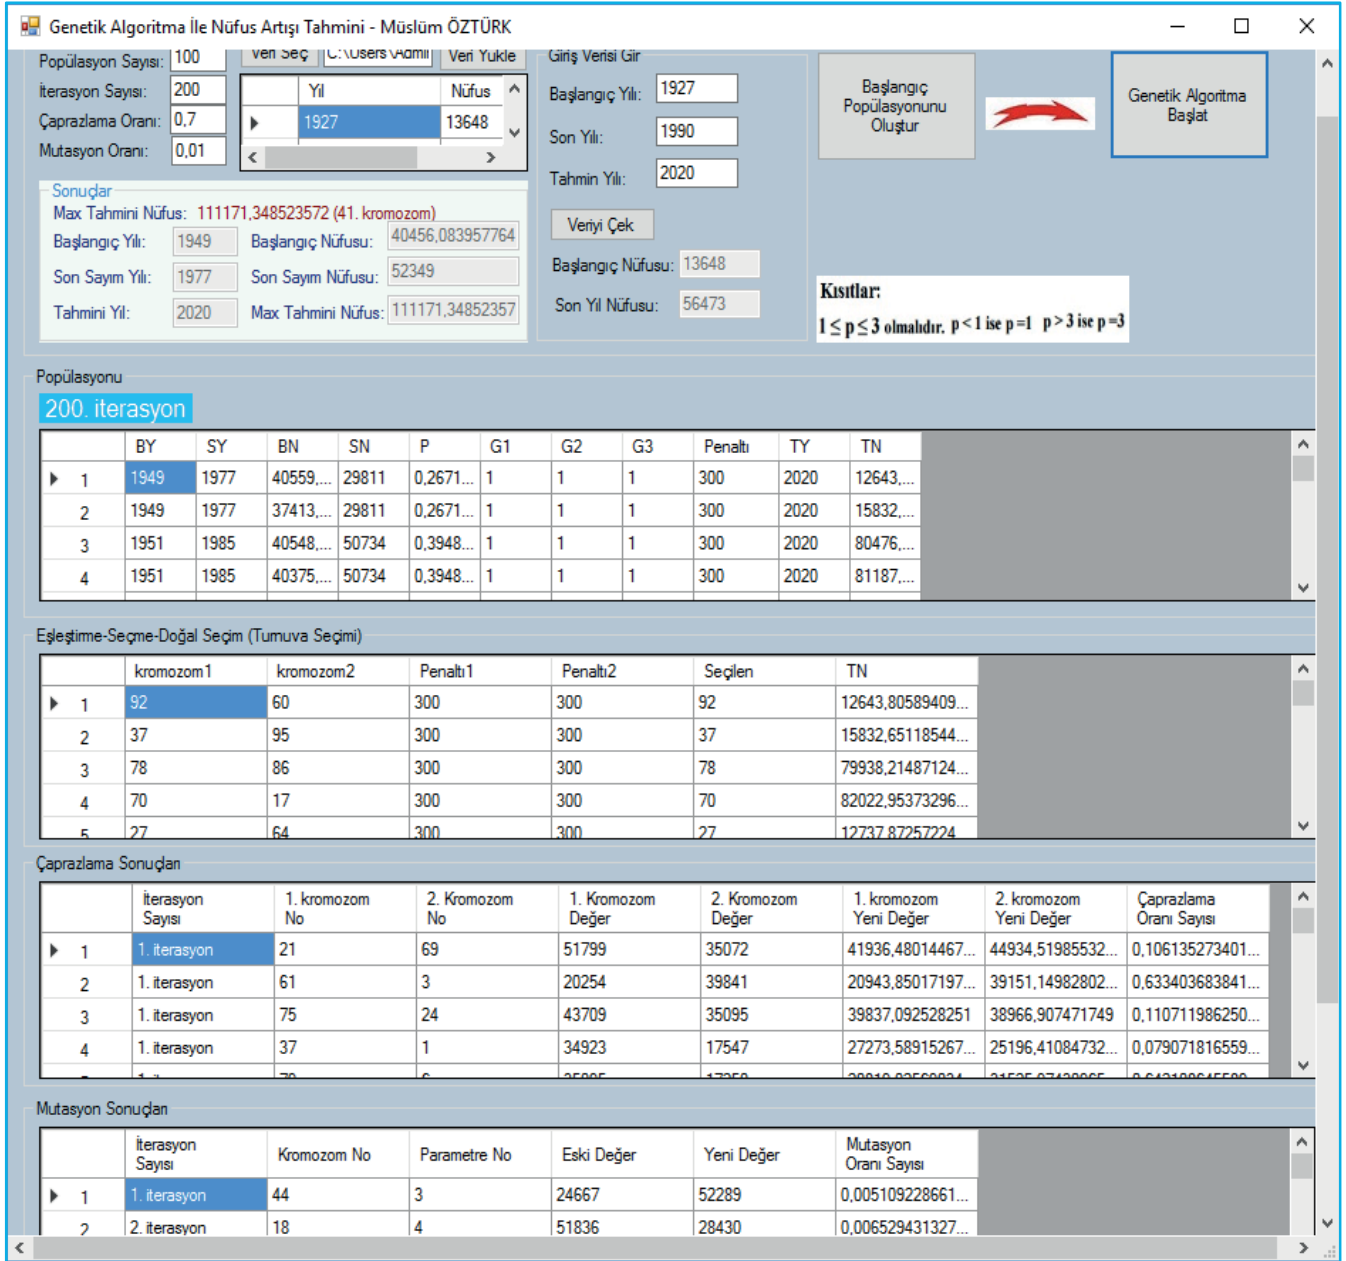 Genetik Algoritma İle Nüfus Artışı Tahmini - Müslüm ÖZTÜRK
Popülasyon Sayısı: 100
İterasyon Sayısı: 200
Çaprazlama Oranı: 0,7
Mutasyon Oranı: 0,01
Veri Seç C:\Users\Admi Veri Yükle
Yıl Nüfus
1927 13648
Giriş Verisi Gir
Başlangıç Yılı: 1927
Son Yılı: 1990
Tahmin Yılı: 2020
Veriyi Çek
Başlangıç Nüfusu: 13648
Son Yıl Nüfusu: 56473
Başlangıç
Popülasyonunu
Oluştur
Genetik Algoritma
Başlat
Sonuçlar
Max Tahmini Nüfus: 111171,348523572 (41. kromozom)
Başlangıç Yılı: 1949 Başlangıç Nüfusu: 40456,083957764
Son Sayım Yılı: 1977 Son Sayım Nüfusu: 52349
Tahmini Yıl: 2020 Max Tahmini Nüfus: 111171,34852357
Kısıtlar:
1 ≤ p ≤ 3 olmalıdır. p < 1 ise p =1 p > 3 ise p =3
Popülasyonu
200. iterasyon
BY SY BN SN P G1 G2 G3 Penaltı TY TN
1 1949 1977 40559,... 29811 0,2671... 1 1 1 300 2020 12643,...
2 1949 1977 37413,... 29811 0,2671... 1 1 1 300 2020 15832,...
3 1951 1985 40548,... 50734 0,3948... 1 1 1 300 2020 80476,...
4 1951 1985 40375,... 50734 0,3948... 1 1 1 300 2020 81187,...
Eşleştirme-Seçme-Doğal Seçim (Turnuva Seçimi)
kromozom1 kromozom2 Penaltı1 Penaltı2 Seçilen TN
1 92 60 300 300 92 12643,80589409...
2 37 95 300 300 37 15832,65118544...
3 78 86 300 300 78 79938,21487124...
4 70 17 300 300 70 82022,95373296...
5 27 64 300 300 27 12737,87257224
Çaprazlama Sonuçları
İterasyon Sayısı 1. kromozom No 2. Kromozom No 1. Kromozom Değer 2. Kromozom Değer 1. kromozom Yeni Değer 2. kromozom Yeni Değer Çaprazlama Oranı Sayısı
1 1. iterasyon 21 69 51799 35072 41936,48014467... 44934,51985532... 0,106135273401...
2 1. iterasyon 61 3 20254 39841 20943,85017197... 39151,14982802... 0,633403683841...
3 1. iterasyon 75 24 43709 35095 39837,092528251 38966,907471749 0,110711986250...
4 1. iterasyon 37 1 34923 17547 27273,58915267... 25196,41084732... 0,079071816559...
Mutasyon Sonuçları
İterasyon Sayısı Kromozom No Parametre No Eski Değer Yeni Değer Mutasyon Oranı Sayısı
1 1. iterasyon 44 3 24667 52289 0,005109228661...
2 2. iterasyon 18 4 51836 28430 0,006529431327...